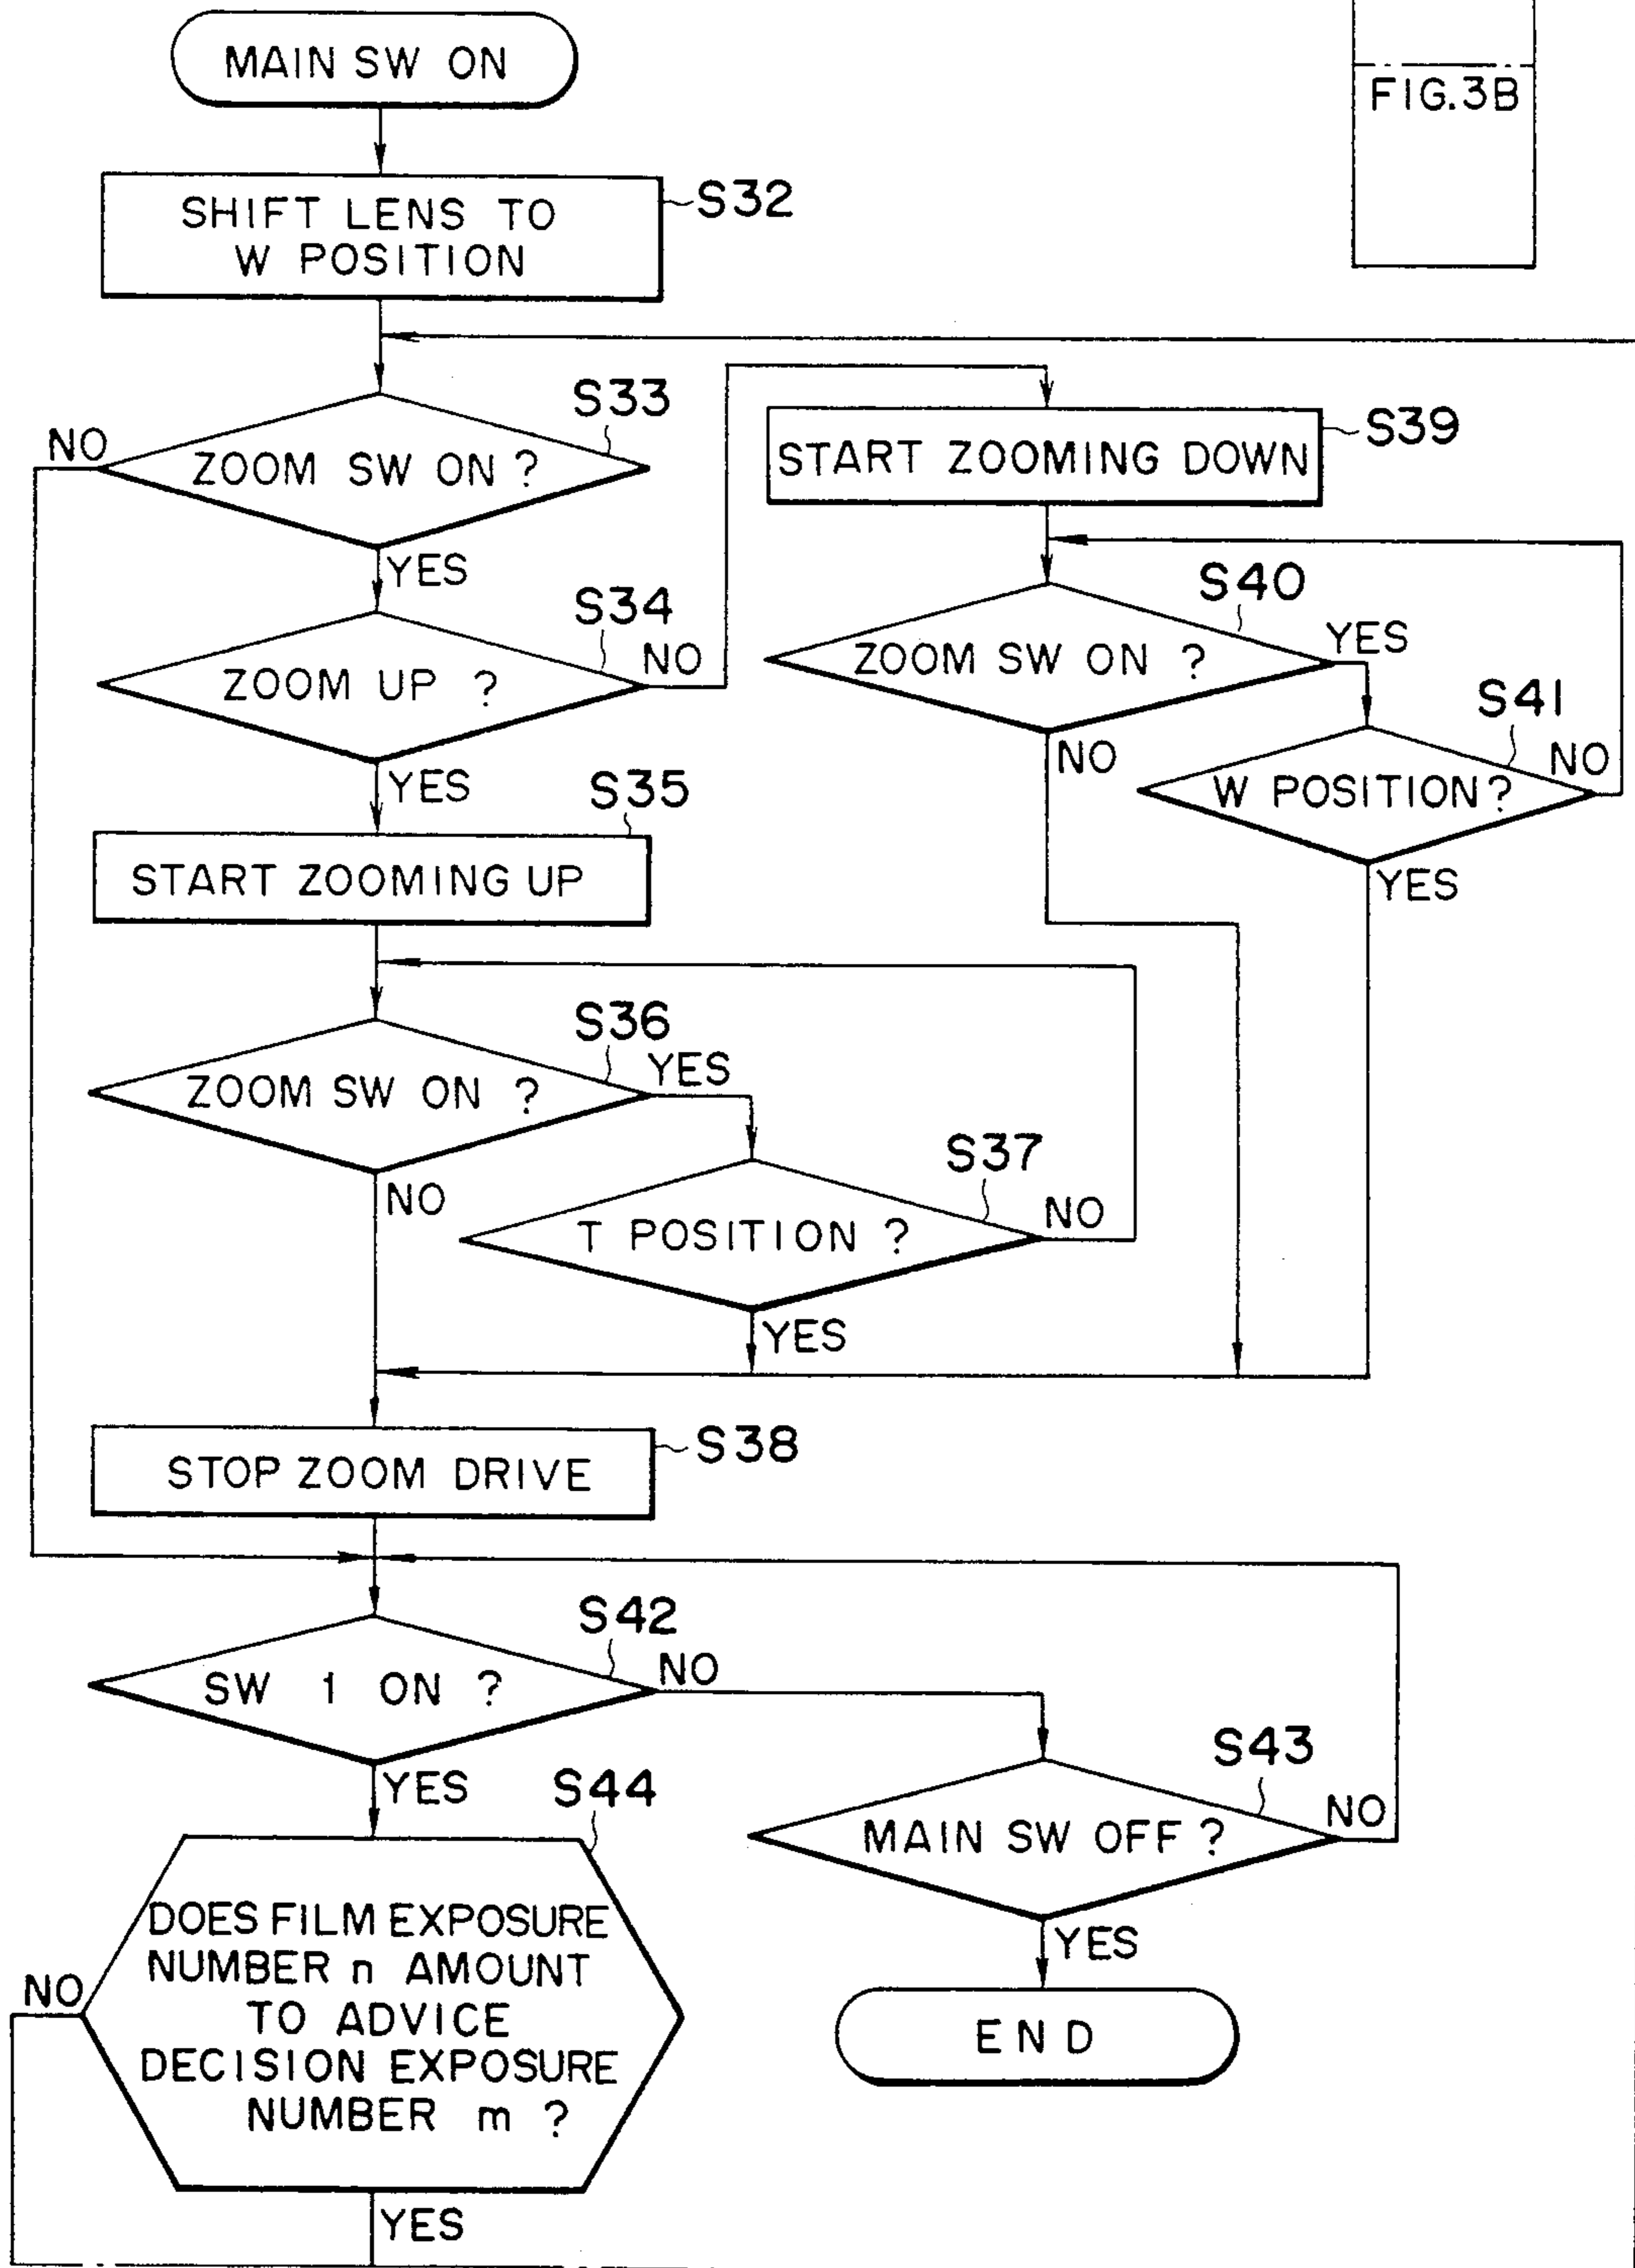 MAIN SW ON
FIG.3B
SHIFT LENS TO
W POSITION
S32
S33
NO
ZOOM SW ON ?
YES
S34
ZOOM UP ?
NO
YES
S35
START ZOOMING UP
S36
ZOOM SW ON ?
YES
NO
S37
T POSITION ?
NO
YES
S39
START ZOOMING DOWN
S40
ZOOM SW ON ?
YES
NO
S41
W POSITION ?
NO
YES
S38
STOP ZOOM DRIVE
S42
SW 1 ON ?
NO
YES
S43
MAIN SW OFF ?
NO
YES
END
S44
DOES FILM EXPOSURE
NUMBER n AMOUNT
TO ADVICE
DECISION EXPOSURE
NUMBER m ?
NO
YES